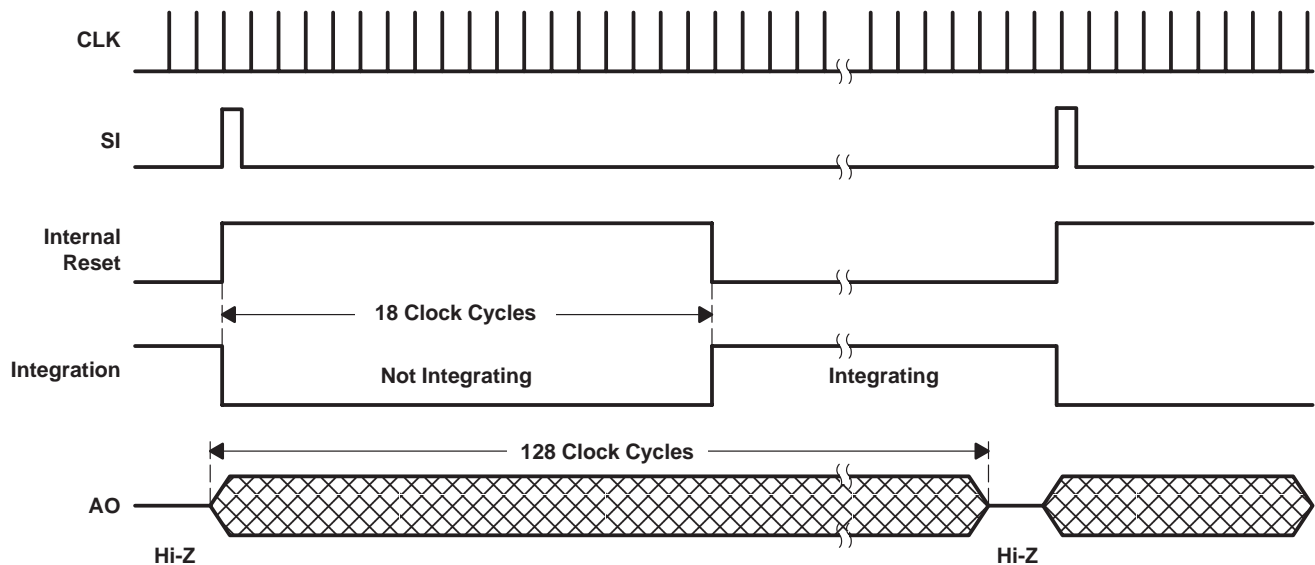 CLK
SI
Internal
Reset
18 Clock Cycles
Integration
Not Integrating
Integrating
128 Clock Cycles
AO
Hi-Z
Hi-Z